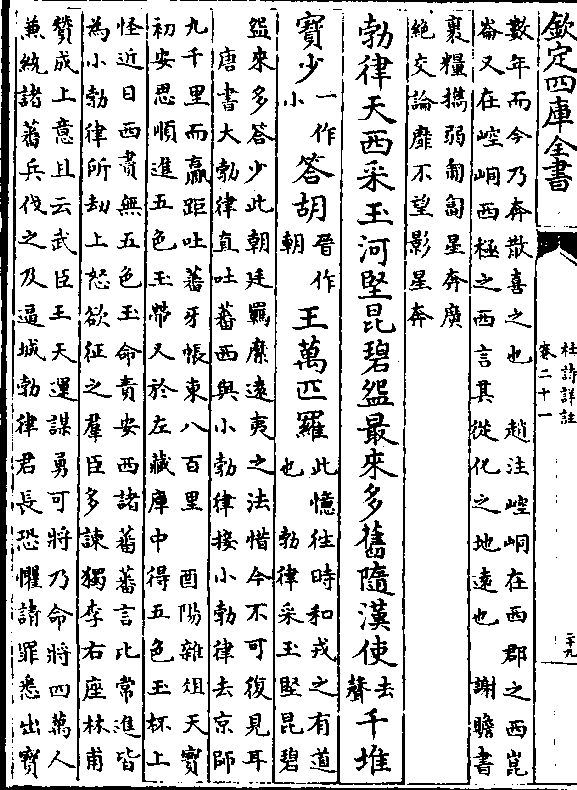 欽定四庫全書
杜詩詳註
卷二十一
二十九
數年而今乃奔散喜之也　趙注崆峒在西郡之西崑
崙又在崆峒西極之西言其從化之地遠也　謝瞻書
裹糧攜弱匍匐星奔廣
絶交論靡不望影星奔
勃律天西采玉河堅昆碧盌最來多舊隨漢使去聲千堆
寶少一作小答胡晉作朝王萬匹羅此憶往時和戎之有道也　勃律采玉堅昆碧
盌來多答少此朝廷羈縻遠夷之法惜今不可復見耳
唐書大勃律直吐蕃西與小勃律接小勃律去京師
九千里而贏距吐蕃牙帳東八百里　酉陽雜俎天寶
初安思順進五色玉帶又於左藏庫中得五色玉杯上
怪近日西賮無五色玉命責安西諸蕃蕃言比常進皆
為小勃律所劫上怒欲征之羣臣多諫獨李右座林甫
贊成上意且云武臣王天運謀勇可將乃命將四萬人
兼統諸蕃兵伐之及逼城勃律君長恐懼請罪悉出寶